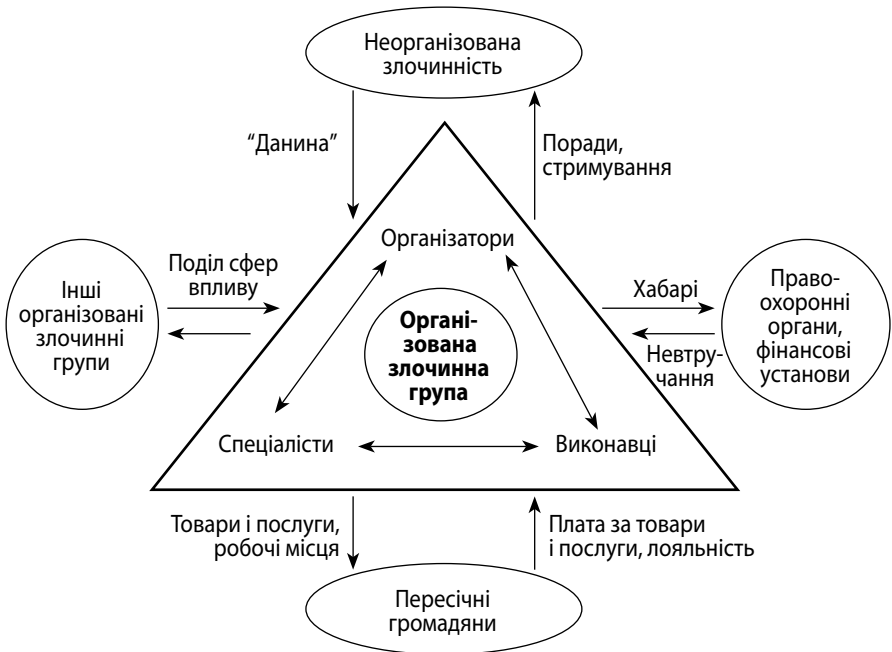 Неорганізована
злочинність
“Данина”
Поради,
стримування
Організатори
Поділ сфер
впливу
Інші
організовані
злочинні
групи
Органі-
зована
злочинна
група
Хабарі
Невтру-
чання
Право-
охоронні
органи,
фінансові
установи
Спеціалісти
Виконавці
Товари і послуги,
робочі місця
Плата за товари
і послуги, лояльність
Пересічні
громадяни